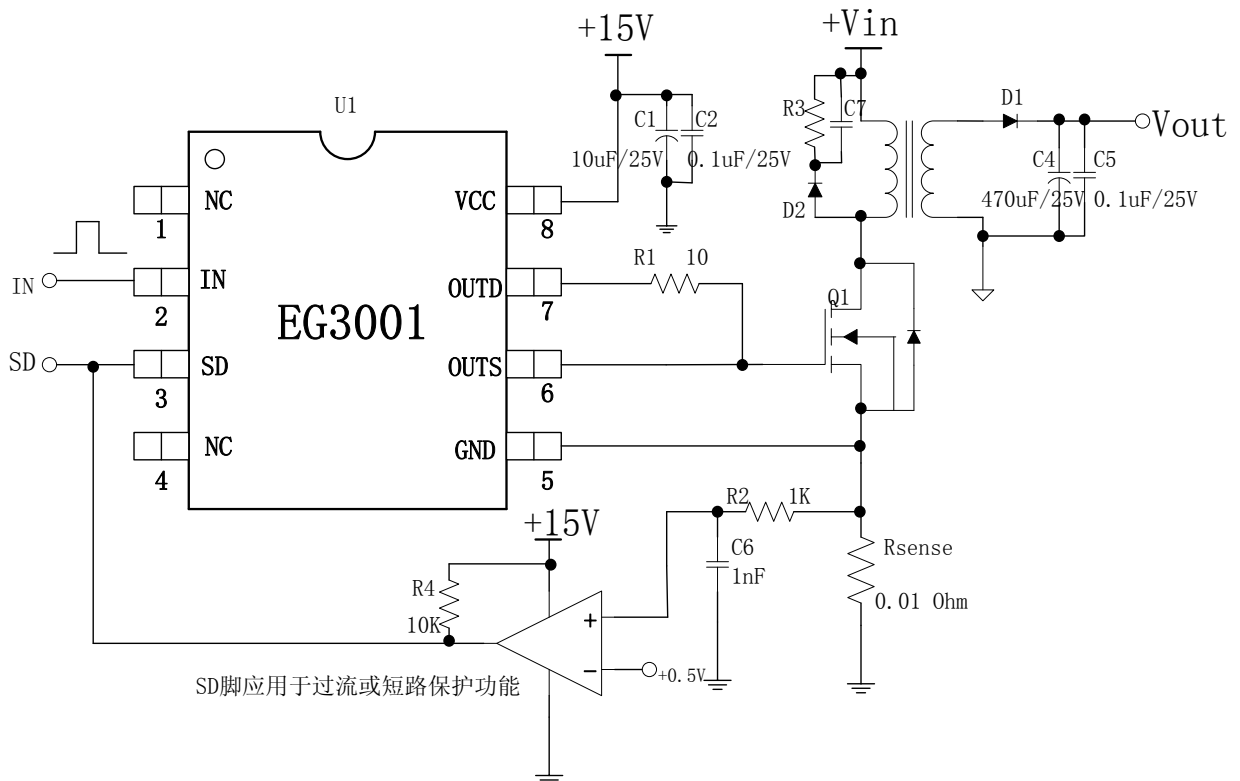 +15V
+Vin
U1
C1
C2
10uF/25V
0.1uF/25V
R3
C7
D1
Vout
C4
C5
470uF/25V
0.1uF/25V
D2
NC
1
VCC
8
IN
IN
2
OUTD
7
R1
10
EG3001
Q1
SD
SD
3
OUTS
6
NC
4
GND
5
R2
1K
+15V
C6
1nF
Rsense
0.01 Ohm
R4
10K
+
-
+0.5V
SD脚应用于过流或短路保护功能